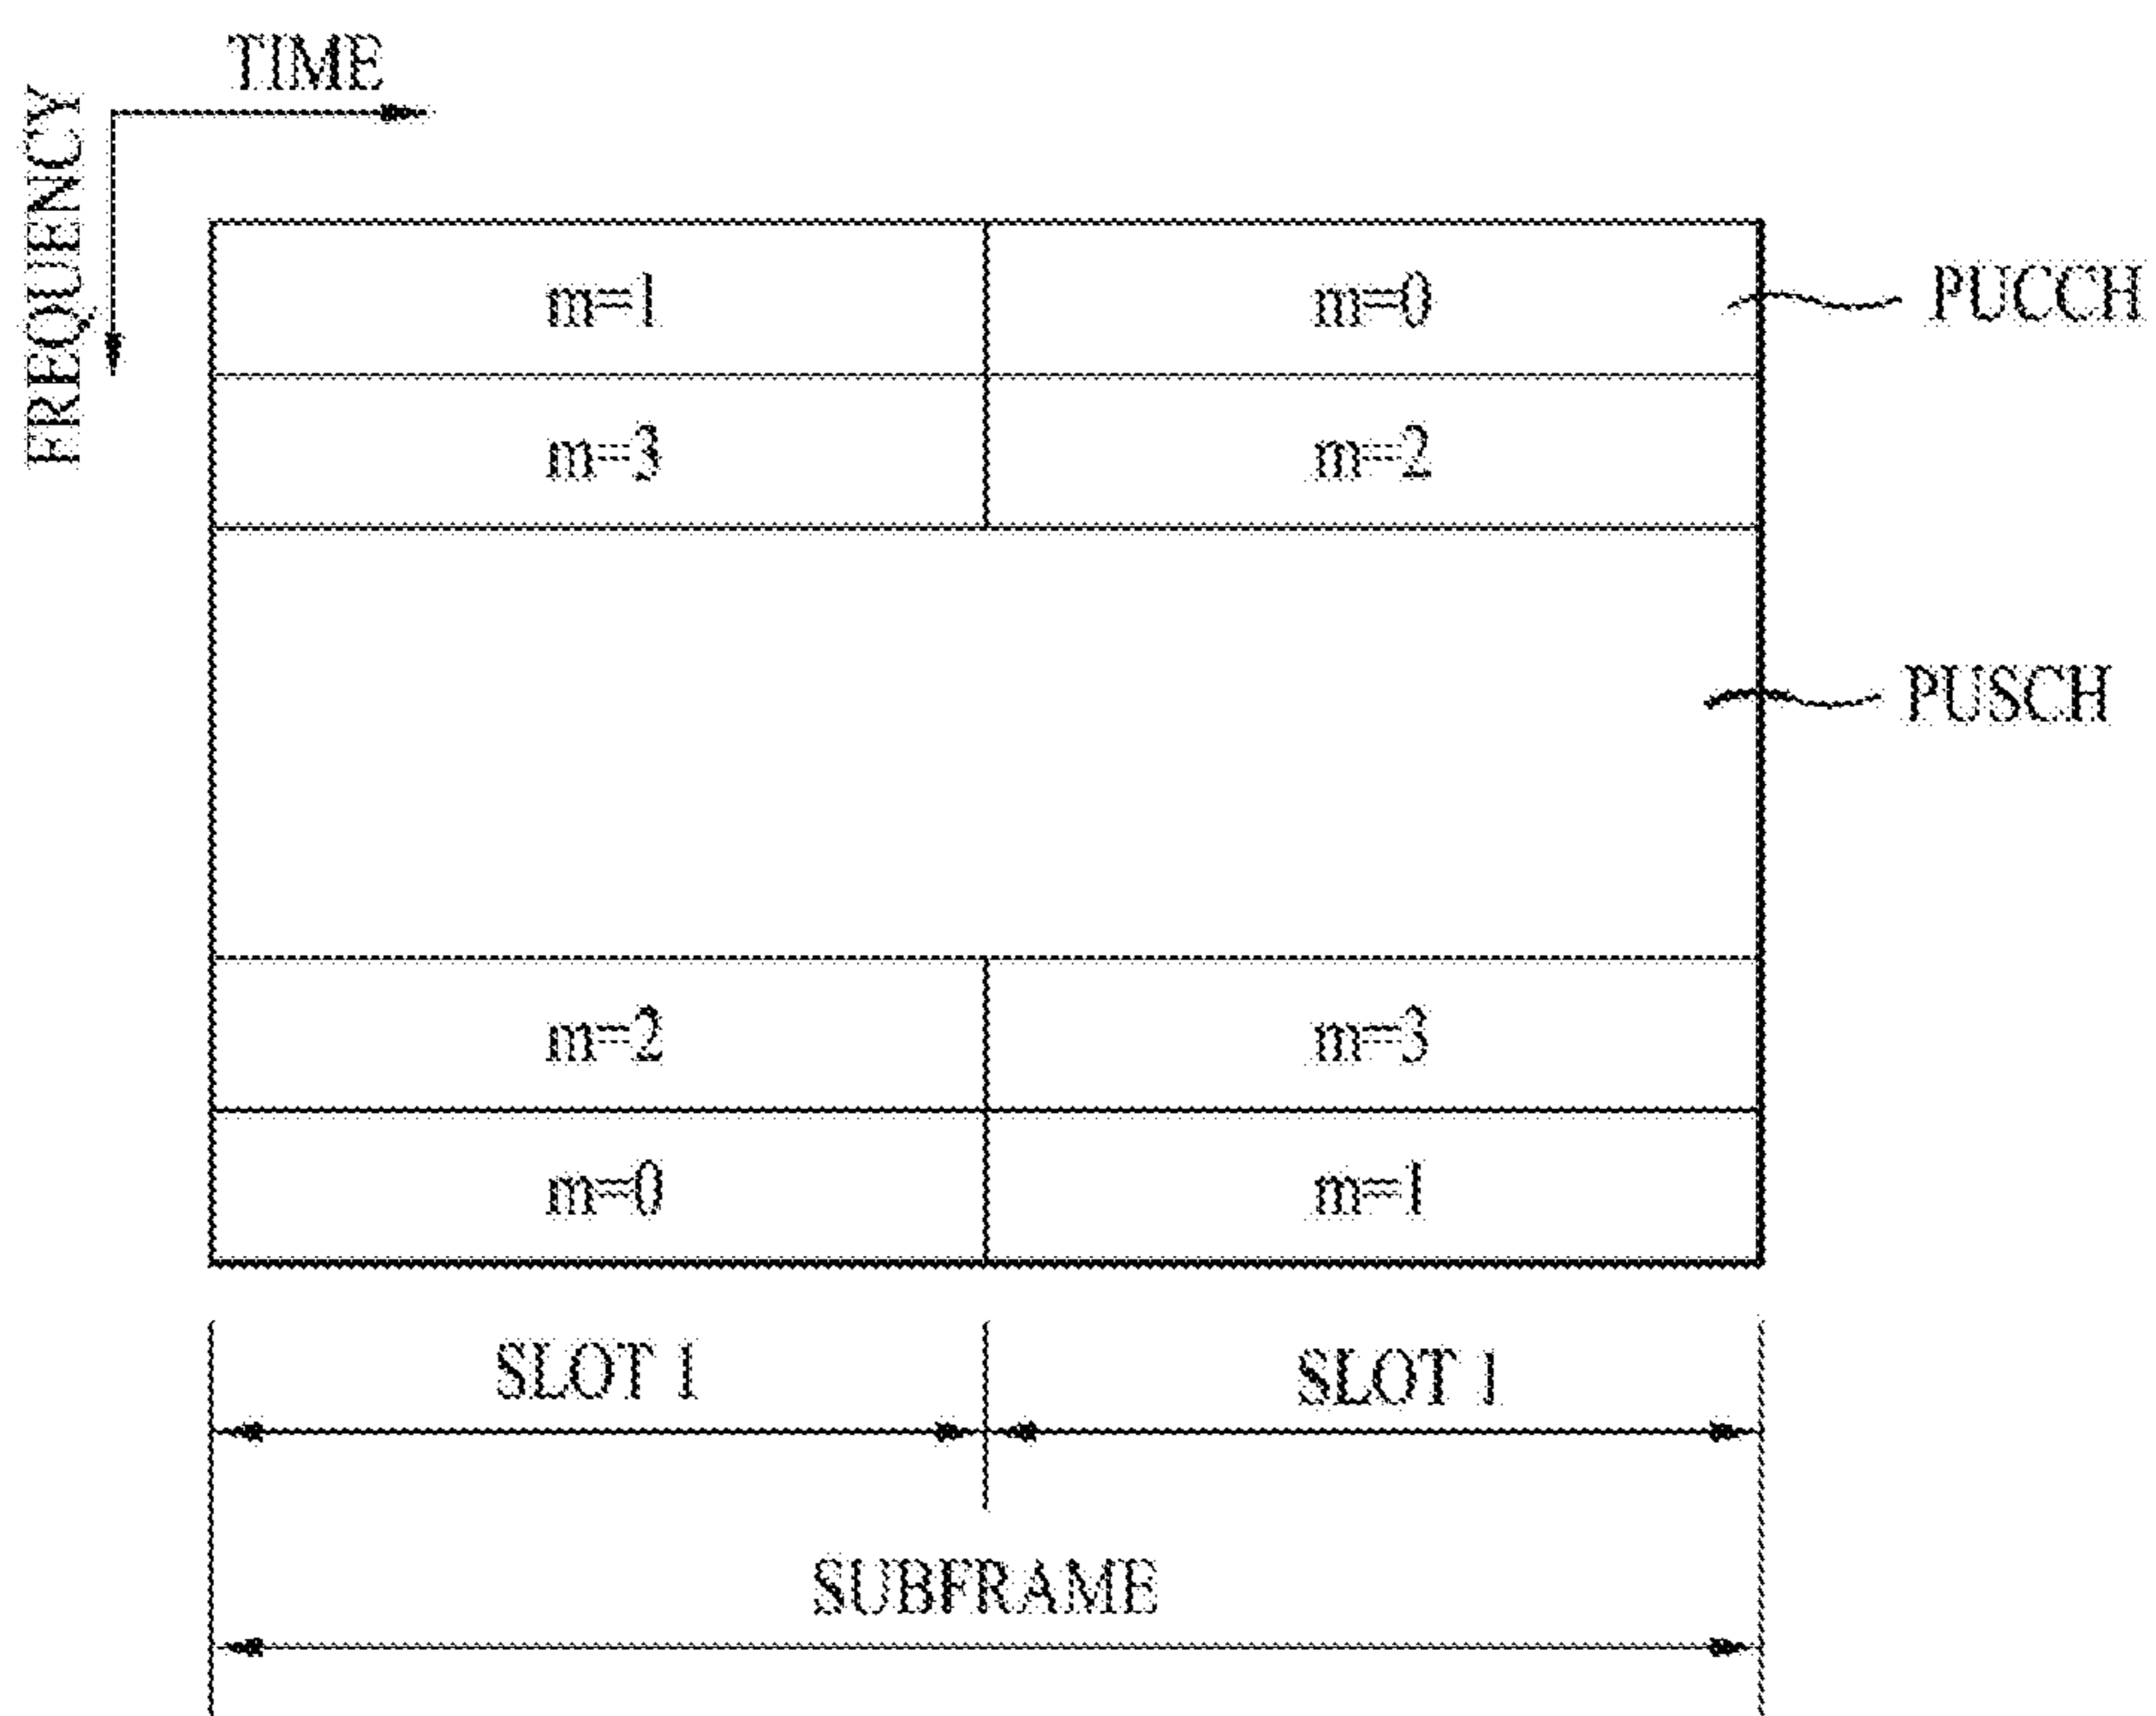 TIME
FREQUENCY
m=1 m=0 PUCCH
m=3 m=2
PUSCH
m=2 m=3
m=0 m=1
SLOT 1 SLOT 1
SUBFRAME